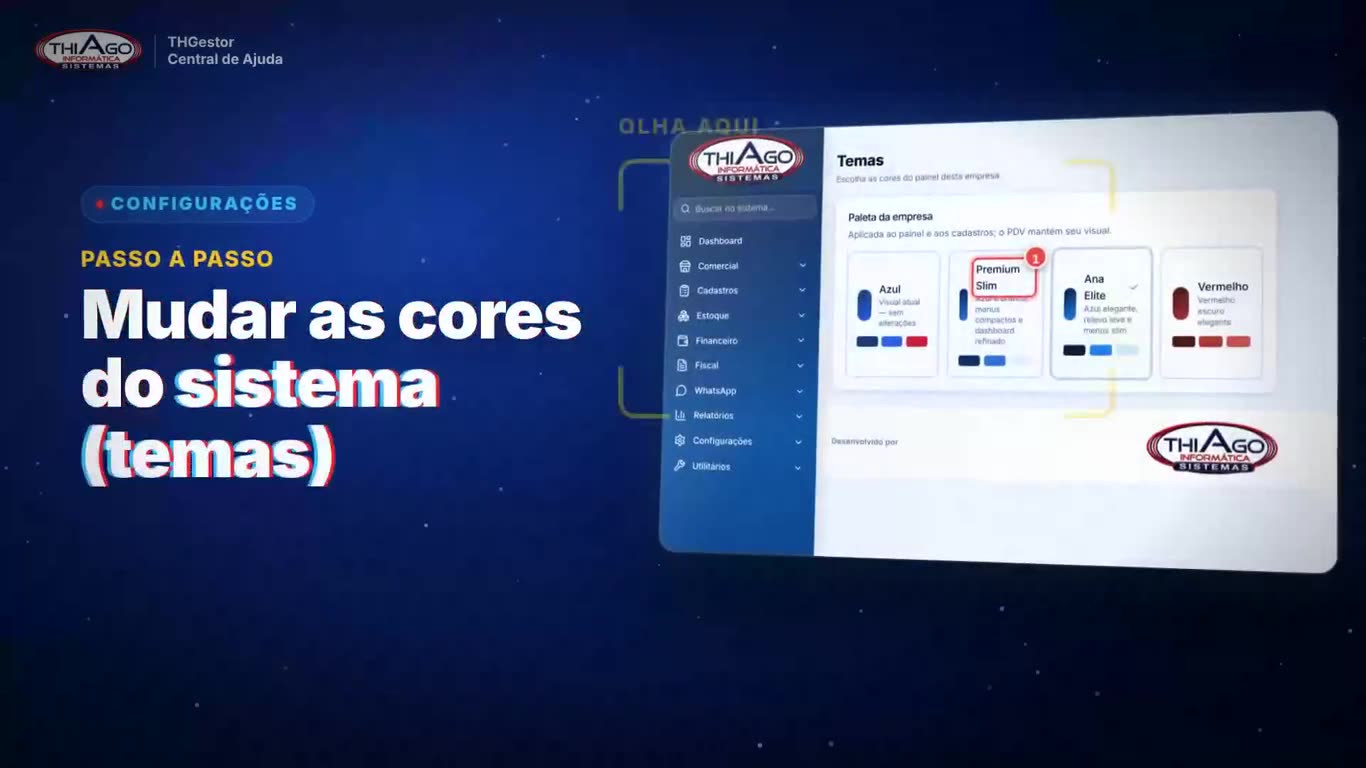 THIAGO
INFORMÁTICA
SISTEMAS
THGestor
Central de Ajuda
CONFIGURAÇÕES
PASSO A PASSO
Mudar as cores
do sistema
(temas)
OLHA AQUI
THIAGO
INFORMÁTICA
SISTEMAS
Buscar no sistema...
Dashboard
Comercial
Cadastros
Estoque
Financeiro
Fiscal
WhatsApp
Relatórios
Configurações
Utilitários
Temas
Escolha as cores do painel desta empresa.
Paleta da empresa
Aplicada ao painel e aos cadastros; o PDV mantém seu visual.
Azul
Visual atual
— sem
alterações
1
Premium
Slim
menus
compactos e
dashboard
refinado
Ana
Elite
Azul elegante,
relevo leve e
menus slim
Vermelho
Vermelho
escuro
elegante
Desenvolvido por
THIAGO
INFORMÁTICA
SISTEMAS